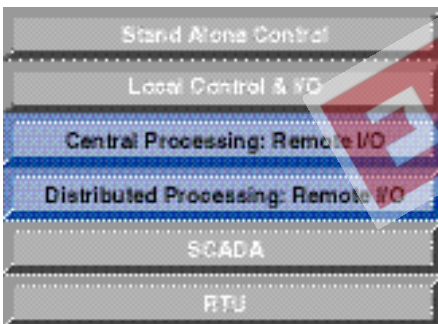 Stand Alone Control
Local Control & I/O
Central Processing: Remote I/O
Distributed Processing: Remote I/O
SCADA
RTU